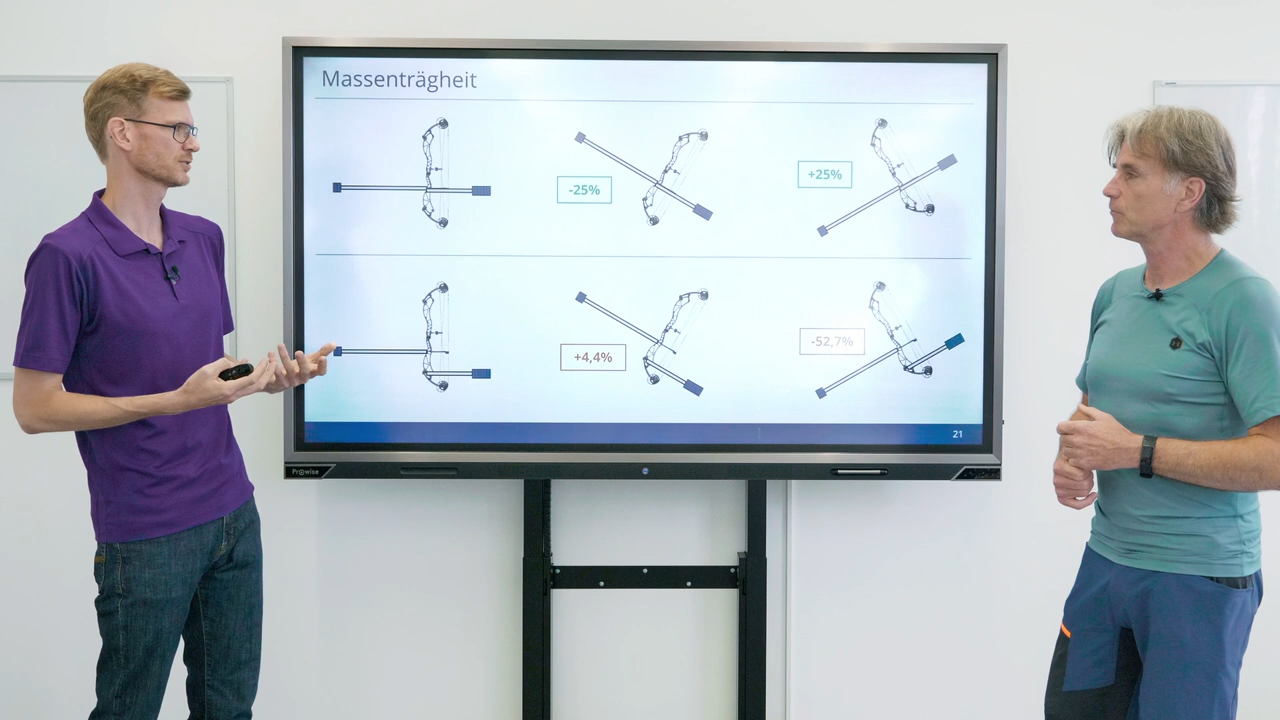 Massenträgheit
-25%
+25%
+4,4%
-52,7%
21
Prowise